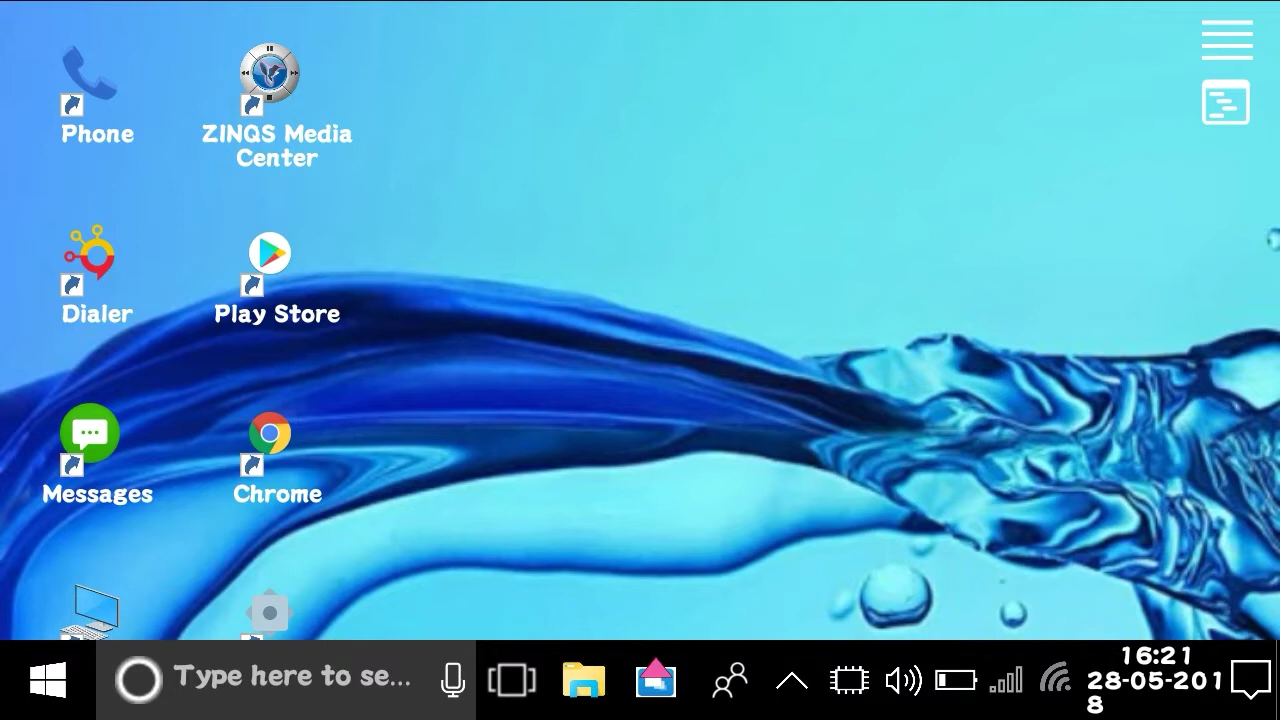 Phone
ZINQS Media
Center
Dialer
Play Store
Messages
Chrome
Type here to se...
16:21
28-05-201
8